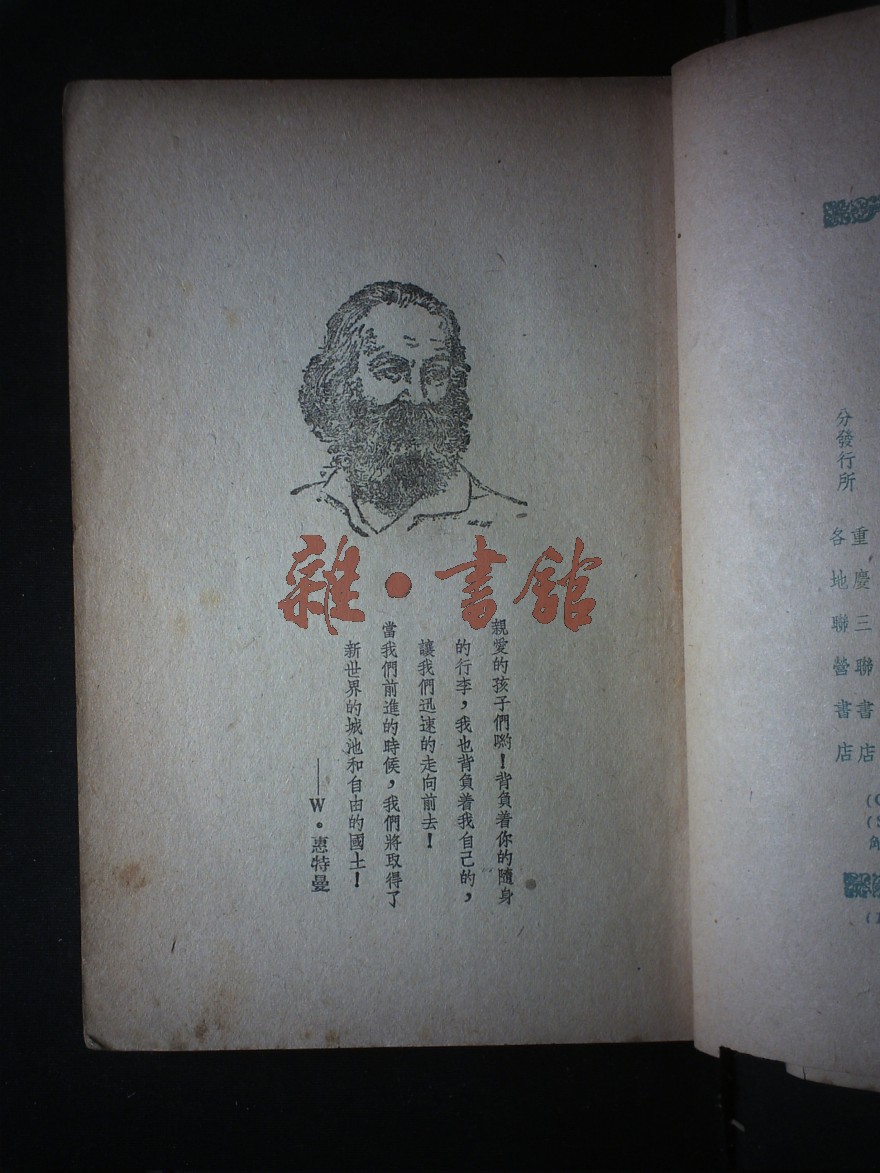 雜·書館
親愛的孩子們喲！背負着你的隨身
的行李，我也背負着我自己的，
讓我們迅速的走向前去！
當我們前進的時候，我們將取得了
新世界的城池和自由的國土！
——W。惠特曼
重慶三聯書店
分發行所
各地聯營書店